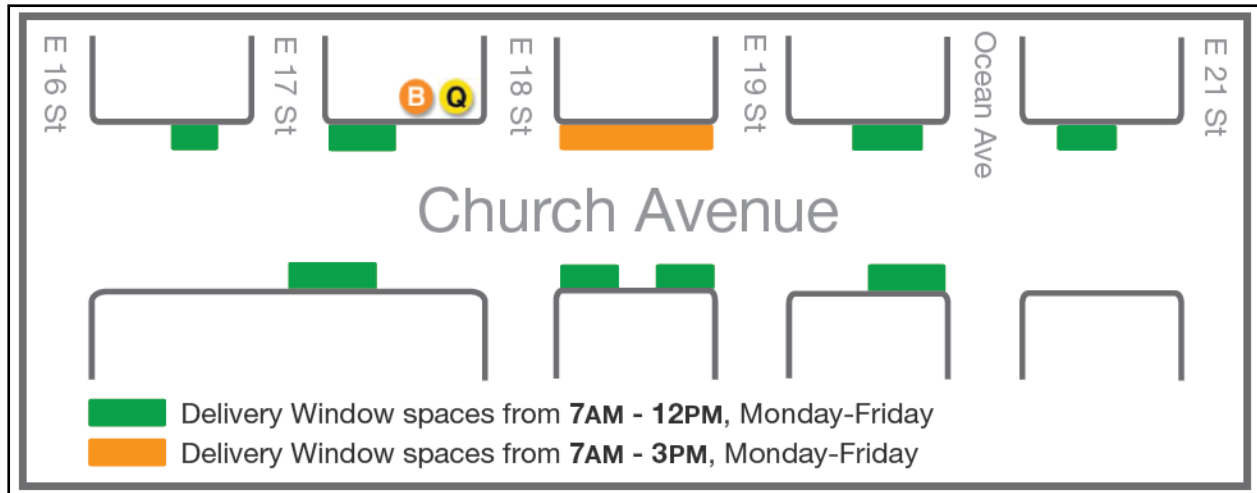 E 16 St
E 17 St
B Q
E 18 St
E 19 St
Ocean Ave
E 21 St
Church Avenue
Delivery Window spaces from 7AM - 12PM, Monday-Friday
Delivery Window spaces from 7AM - 3PM, Monday-Friday